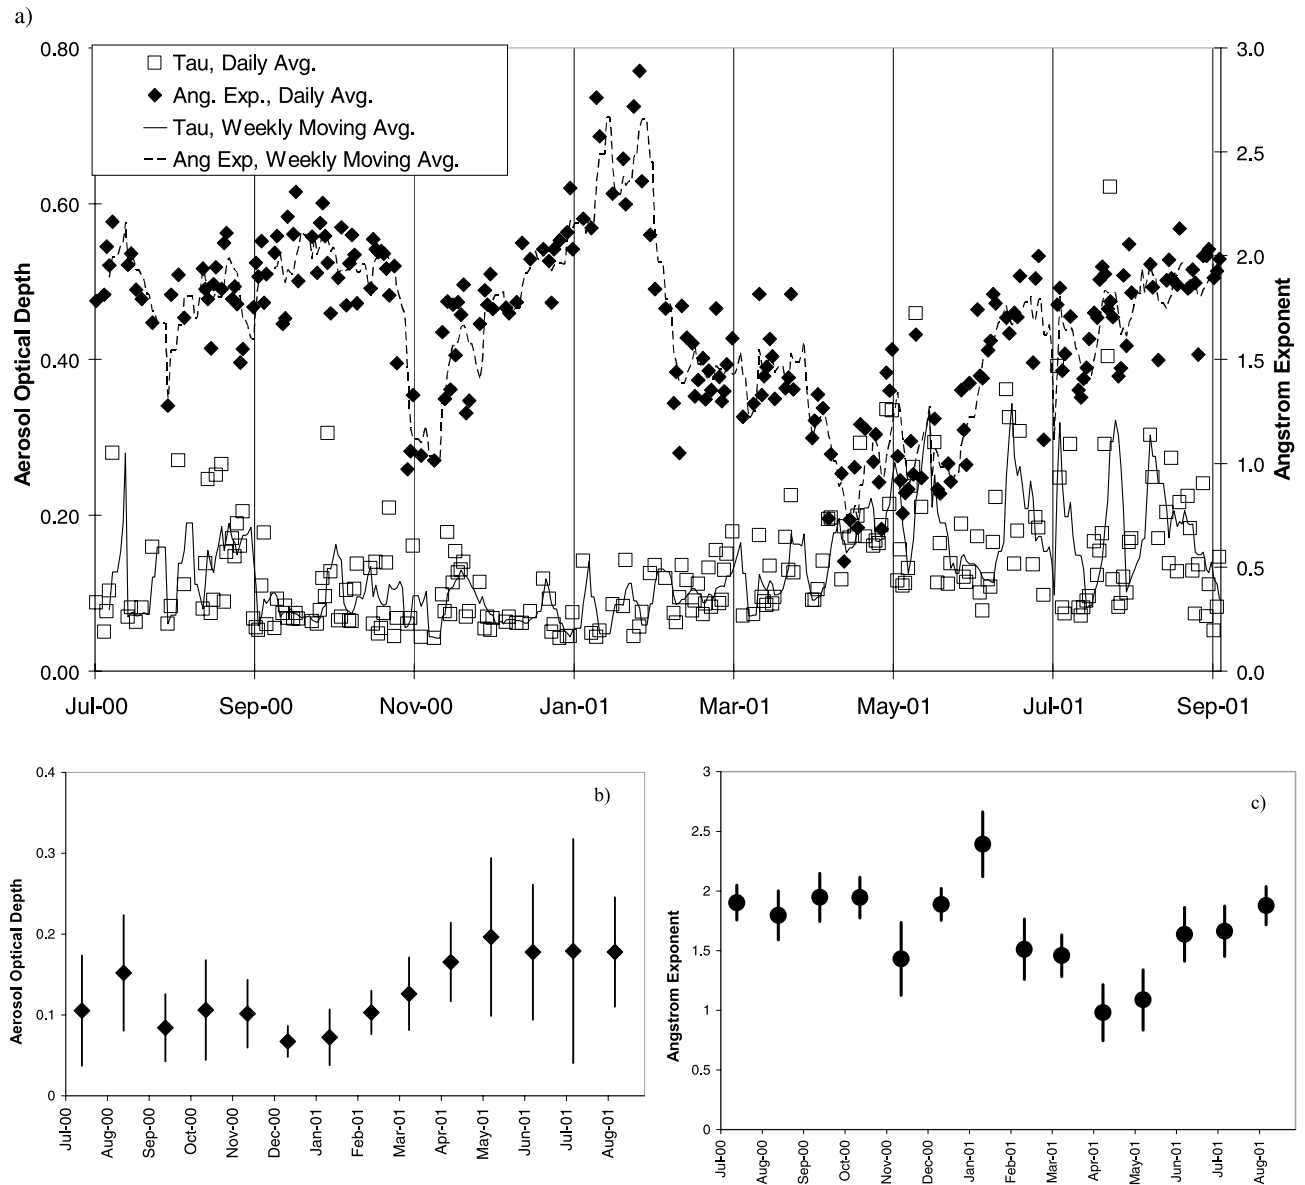 a)
0.80
0.60
0.40
0.20
0.00
Aerosol Optical Depth
Tau, Daily Avg.
Ang. Exp., Daily Avg.
Tau, Weekly Moving Avg.
Ang Exp, Weekly Moving Avg.
3.0
2.5
2.0
1.5
1.0
0.5
0.0
Angstrom Exponent
Jul-00 Sep-00 Nov-00 Jan-01 Mar-01 May-01 Jul-01 Sep-01
b)
0.4
0.3
0.2
0.1
0
Aerosol Optical Depth
Jul-00
Aug-00
Sep-00
Oct-00
Nov-00
Dec-00
Jan-01
Feb-01
Mar-01
Apr-01
May-01
Jun-01
Jul-01
Aug-01
c)
3
2.5
2
1.5
1
0.5
0
Angstrom Exponent
Jul-00
Aug-00
Sep-00
Oct-00
Nov-00
Dec-00
Jan-01
Feb-01
Mar-01
Apr-01
May-01
Jun-01
Jul-01
Aug-01